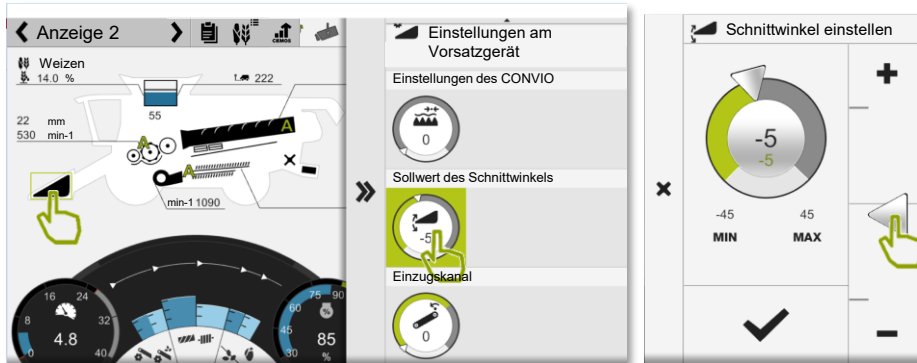 Anzeige 2
CEMOS
Weizen
14.0 %
t. 222
55
22 mm
530 min-1
A
A
A
min-1 1090
8
16
24
32
40
4.8
30
45
60
75
90
85
%
Einstellungen am
Vorsatzgerät
Einstellungen des CONVIO
0
Sollwert des Schnittwinkels
-5
Einzugskanal
0
Schnittwinkel einstellen
-5
-5
-45
45
MIN
MAX